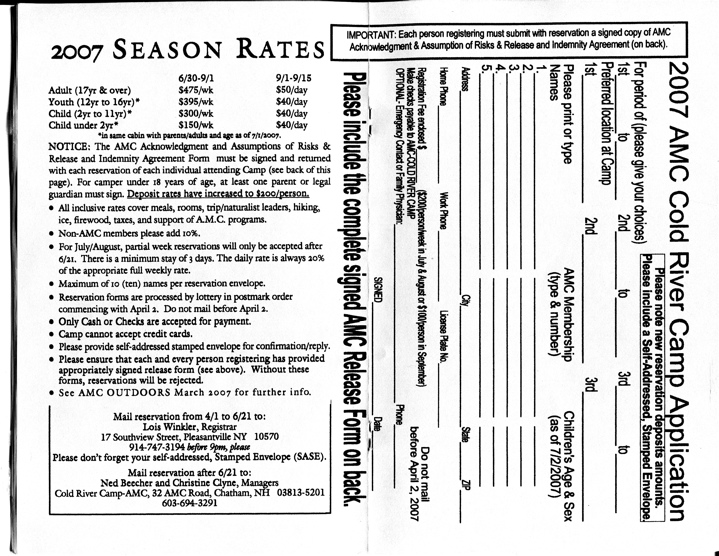 2007 SEASON RATES
6/30-9/1 9/1-9/15
Adult (17yr & over) $475/wk $50/day
Youth (12yr to 16yr)* $395/wk $40/day
Child (2yr to 11yr)* $300/wk $40/day
Child under 2yr* $150/wk $40/day
*in same cabin with parents/adults and age as of 7/1/2007.
NOTICE: The AMC Acknowledgment and Assumptions of Risks &
Release and Indemnity Agreement Form must be signed and returned
with each reservation of each individual attending Camp (see back of this
page). For camper under 18 years of age, at least one parent or legal
guardian must sign. Deposit rates have increased to $200/person.
• All inclusive rates cover meals, rooms, trip/naturalist leaders, hiking,
ice, firewood, taxes, and support of A.M.C. programs.
• Non-AMC members please add 10%.
• For July/August, partial week reservations will only be accepted after
6/21. There is a minimum stay of 3 days. The daily rate is always 20%
of the appropriate full weekly rate.
• Maximum of 10 (ten) names per reservation envelope.
• Reservation forms are processed by lottery in postmark order
commencing with April 2. Do not mail before April 2.
• Only Cash or Checks are accepted for payment.
• Camp cannot accept credit cards.
• Please provide self-addressed stamped envelope for confirmation/reply.
• Please ensure that each and every person registering has provided
appropriately signed release form (see above). Without these
forms, reservations will be rejected.
• See AMC OUTDOORS March 2007 for further info.
Mail reservation from 4/1 to 6/21 to:
Lois Winkler, Registrar
17 Southview Street, Pleasantville NY 10570
914-747-3194 before 9pm, please
Please don't forget your self-addressed, Stamped Envelope (SASE).
Mail reservation after 6/21 to:
Ned Beecher and Christine Clyne, Managers
Cold River Camp-AMC, 32 AMC Road, Chatham, NH 03813-5201
603-694-3291
IMPORTANT: Each person registering must submit with reservation a signed copy of AMC
Acknowledgment & Assumption of Risks & Release and Indemnity Agreement (on back).
2007 AMC Cold River Camp Application
Please note new reservation deposits amounts.
Please include a Self-Addressed, Stamped Envelope.
For period of (please give your choices)
1st to 2nd to 3rd to
Preferred location at Camp
1st 2nd 3rd
Please print or type AMC Membership Children's Age & Sex
Names (type & number) (as of 7/2/2007)
1.
2.
3.
4.
5.
Address City State ZIP
Home Phone Work Phone License Plate No.
Registration Fee enclosed $ ($200/person/week in July & August or $100/person in September)
Make checks payable to AMC-COLD RIVER CAMP
Do not mail
before April 2, 2007
OPTIONAL - Emergency Contact or Family Physician: Phone
SIGNED Date
Please include the complete signed AMC Release Form on back.